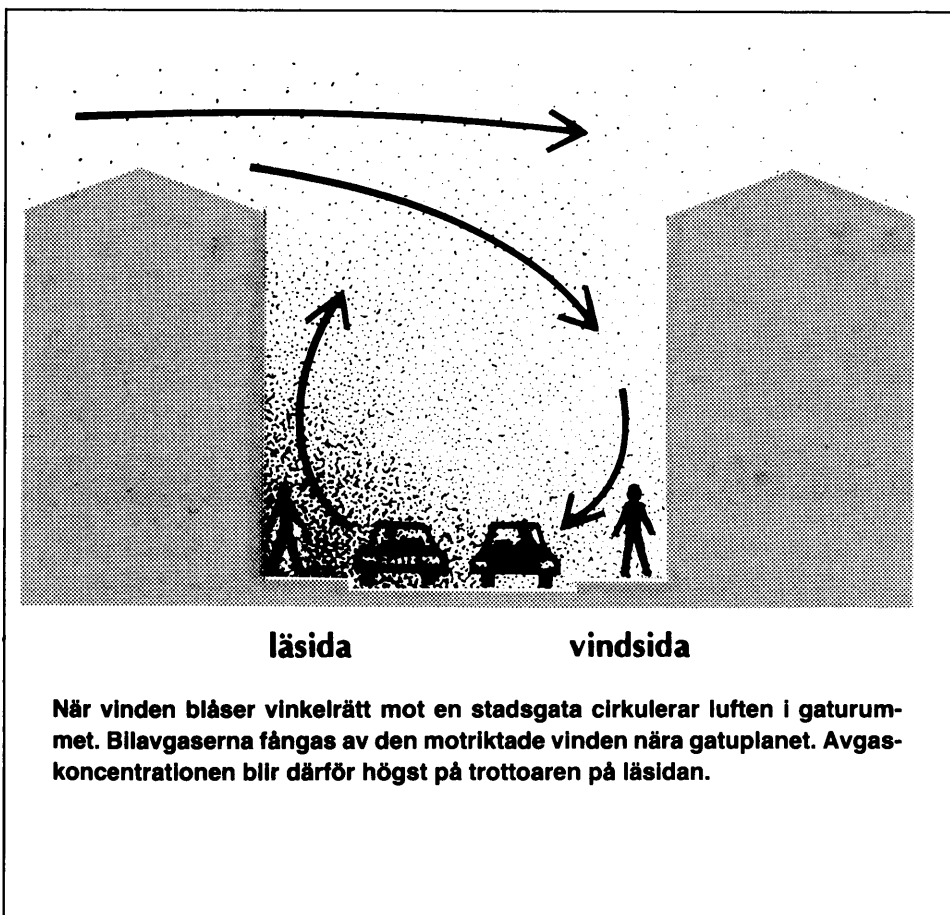 läsida vindsida
När vinden blåser vinkelrätt mot en stadsgata cirkulerar luften i gaturum-
met. Bilavgaserna fångas av den motriktade vinden nära gatuplanet. Avgas-
koncentrationen blir därför högst på trottoaren på läsidan.